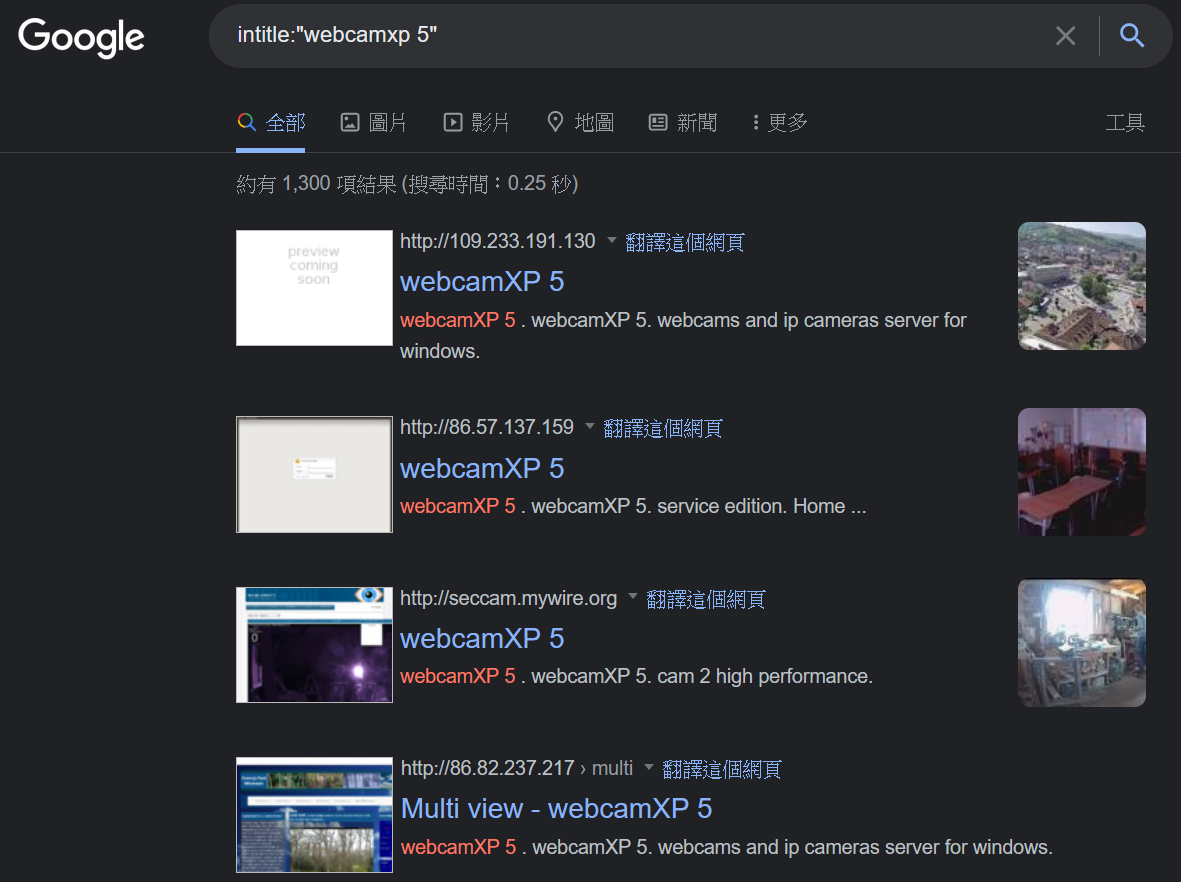 Google
intitle:"webcamxp 5"
全部 圖片 影片 地圖 新聞 更多 工具
約有 1,300 項結果 (搜尋時間：0.25 秒)
preview
coming
soon
http://109.233.191.130 翻譯這個網頁
webcamXP 5
webcamXP 5 . webcamXP 5. webcams and ip cameras server for
windows.
http://86.57.137.159 翻譯這個網頁
webcamXP 5
webcamXP 5 . webcamXP 5. service edition. Home ...
http://seccam.mywire.org 翻譯這個網頁
webcamXP 5
webcamXP 5 . webcamXP 5. cam 2 high performance.
http://86.82.237.217 › multi 翻譯這個網頁
Multi view - webcamXP 5
webcamXP 5 . webcamXP 5. webcams and ip cameras server for windows.